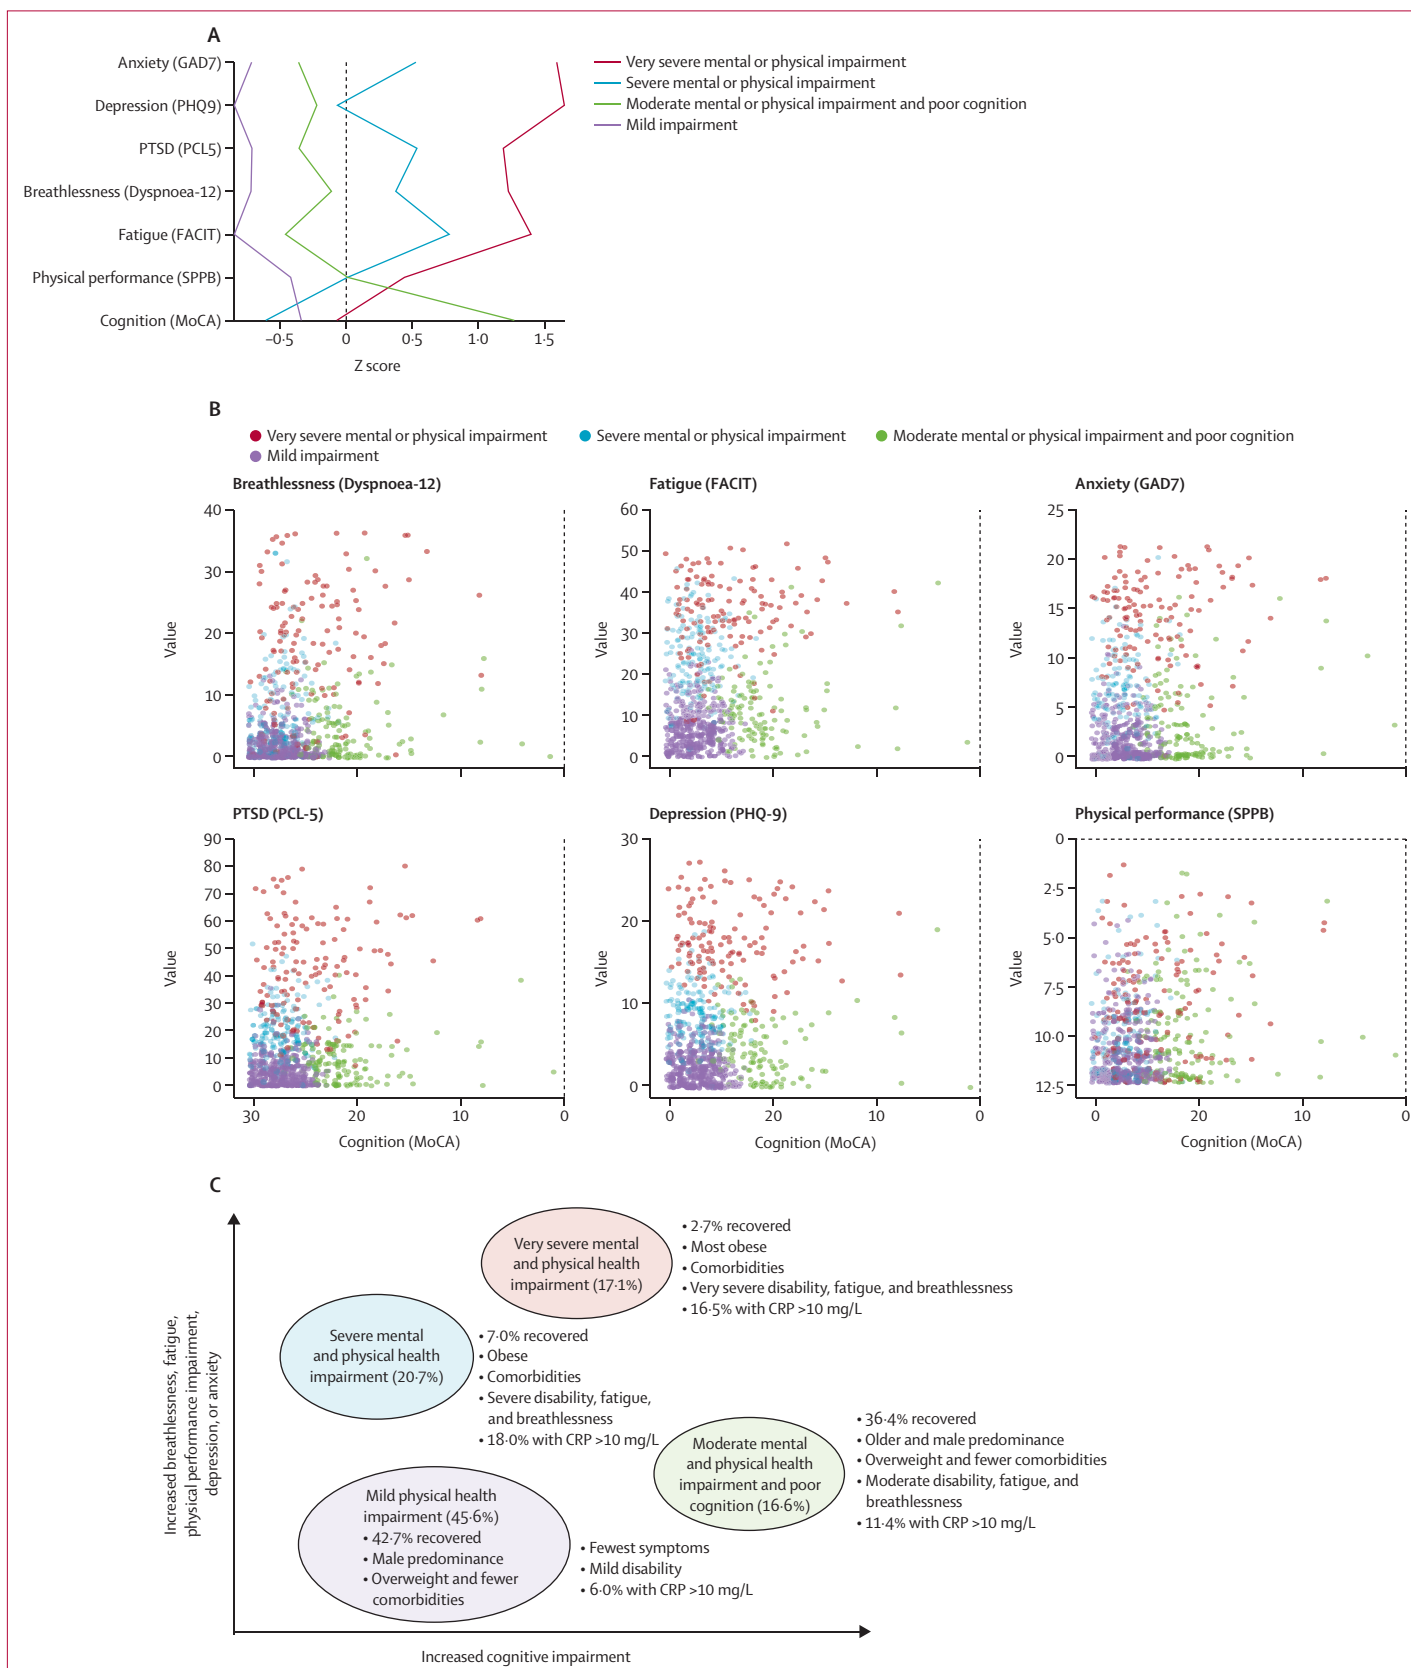 A
Anxiety (GAD7)
Depression (PHQ9)
PTSD (PCL5)
Breathlessness (Dyspnoea-12)
Fatigue (FACIT)
Physical performance (SPPB)
Cognition (MoCA)
–0·5 0 0·5 1·0 1·5
Z score
Very severe mental or physical impairment
Severe mental or physical impairment
Moderate mental or physical impairment and poor cognition
Mild impairment
B
Very severe mental or physical impairment
Severe mental or physical impairment
Moderate mental or physical impairment and poor cognition
Mild impairment
Breathlessness (Dyspnoea-12)
Value
40
30
20
10
0
30 20 10 0
Fatigue (FACIT)
Value
60
50
40
30
20
10
0
Anxiety (GAD7)
Value
25
20
15
10
5
0
PTSD (PCL-5)
Value
90
80
70
60
50
40
30
20
10
0
30 20 10 0
Cognition (MoCA)
Depression (PHQ-9)
Value
30
20
10
0
0 20 10 0
Cognition (MoCA)
Physical performance (SPPB)
Value
0
2·5
5·0
7·5
10·0
12·5
0 20 10 0
Cognition (MoCA)
C
Increased breathlessness, fatigue,
physical performance impairment,
depression, or anxiety
Very severe mental
and physical health
impairment (17·1%)
• 2·7% recovered
• Most obese
• Comorbidities
• Very severe disability, fatigue, and breathlessness
• 16·5% with CRP >10 mg/L
Severe mental
and physical health
impairment (20·7%)
• 7·0% recovered
• Obese
• Comorbidities
• Severe disability, fatigue,
and breathlessness
• 18·0% with CRP >10 mg/L
Moderate mental
and physical health
impairment and poor
cognition (16·6%)
• 36·4% recovered
• Older and male predominance
• Overweight and fewer comorbidities
• Moderate disability, fatigue, and
breathlessness
• 11·4% with CRP >10 mg/L
Mild physical health
impairment (45·6%)
• 42·7% recovered
• Male predominance
• Overweight and fewer
comorbidities
• Fewest symptoms
• Mild disability
• 6·0% with CRP >10 mg/L
Increased cognitive impairment